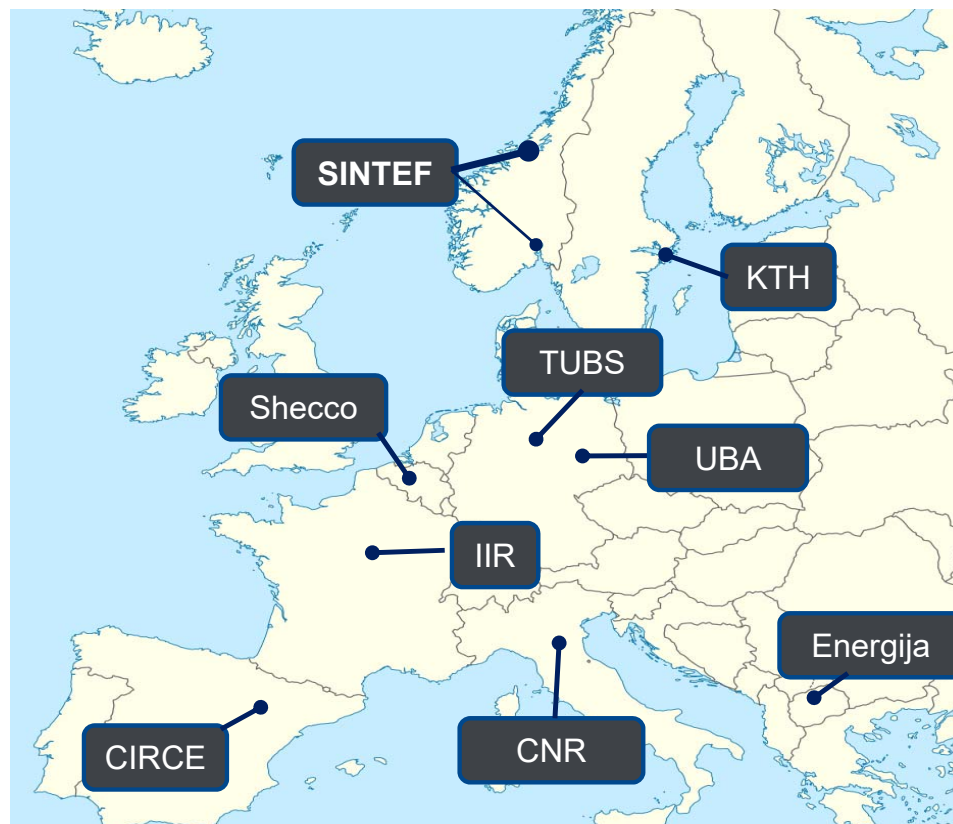 SINTEF
KTH
TUBS
Shecco
UBA
IIR
Energija
CIRCE
CNR